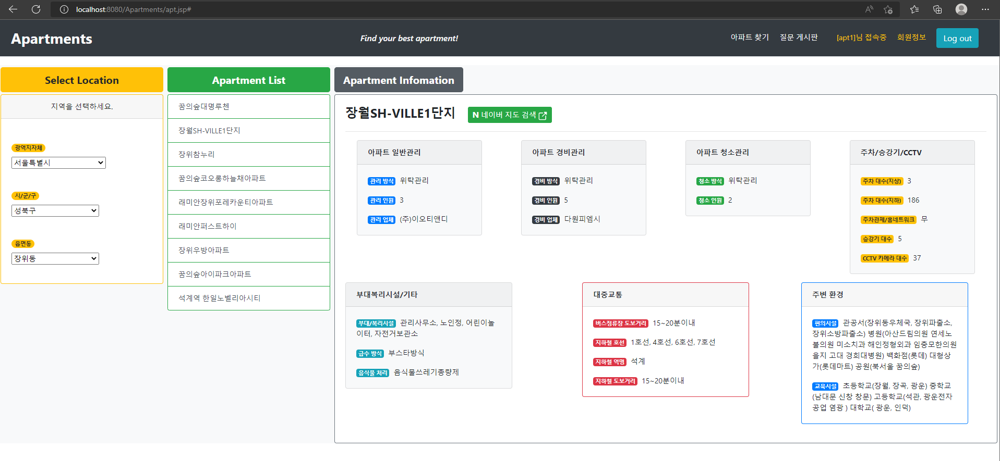 localhost:8080/Apartments/apt.jsp#
Apartments
Find your best apartment!
아파트 찾기 질문 게시판 [apt1]님 접속중 회원정보 Log out
Select Location
지역을 선택하세요.
광역지자체
서울특별시
시/군/구
성북구
읍면동
장위동
Apartment List
꿈의숲대명루첸
장월SH-VILLE1단지
장위참누리
꿈의숲코오롱하늘채아파트
래미안장위포레카운티아파트
래미안퍼스트하이
장위우방아파트
꿈의숲아이파크아파트
석계역 한일노벨리아시티
Apartment Infomation
장월SH-VILLE1단지 N 네이버 지도 검색
아파트 일반관리
관리 방식 위탁관리
관리 인원 3
관리 업체 (주)이오티앤디
아파트 경비관리
경비 방식 위탁관리
경비 인원 5
경비 업체 다원피엠시
아파트 청소관리
청소 방식 위탁관리
청소 인원 2
주차/승강기/CCTV
주차 대수(지상) 3
주차 대수(지하) 186
주차관제/홈네트워크 무
승강기 대수 5
CCTV 카메라 대수 37
부대복리시설/기타
부대/복리시설 관리사무소, 노인정, 어린이놀
이터, 자전거보관소
급수 방식 부스타방식
음식물 처리 음식물쓰레기종량제
대중교통
버스정류장 도보거리 15~20분이내
지하철 호선 1호선, 4호선, 6호선, 7호선
지하철 역명 석계
지하철 도보거리 15~20분이내
주변 환경
편의시설 관공서(장위동우체국, 장위파출소,
장위소방파출소) 병원(아산드림의원 연세노
불의원 미소치과 해인정형외과 임충모한의원
을지 고대 경희대병원) 백화점(롯데) 대형상
가(롯데마트) 공원(북서울 꿈의숲)
교육시설 초등학교(장월, 장곡, 광운) 중학교
(남대문 신창 창문) 고등학교(석관, 광운전자
공업 염광 ) 대학교( 광운, 인덕)